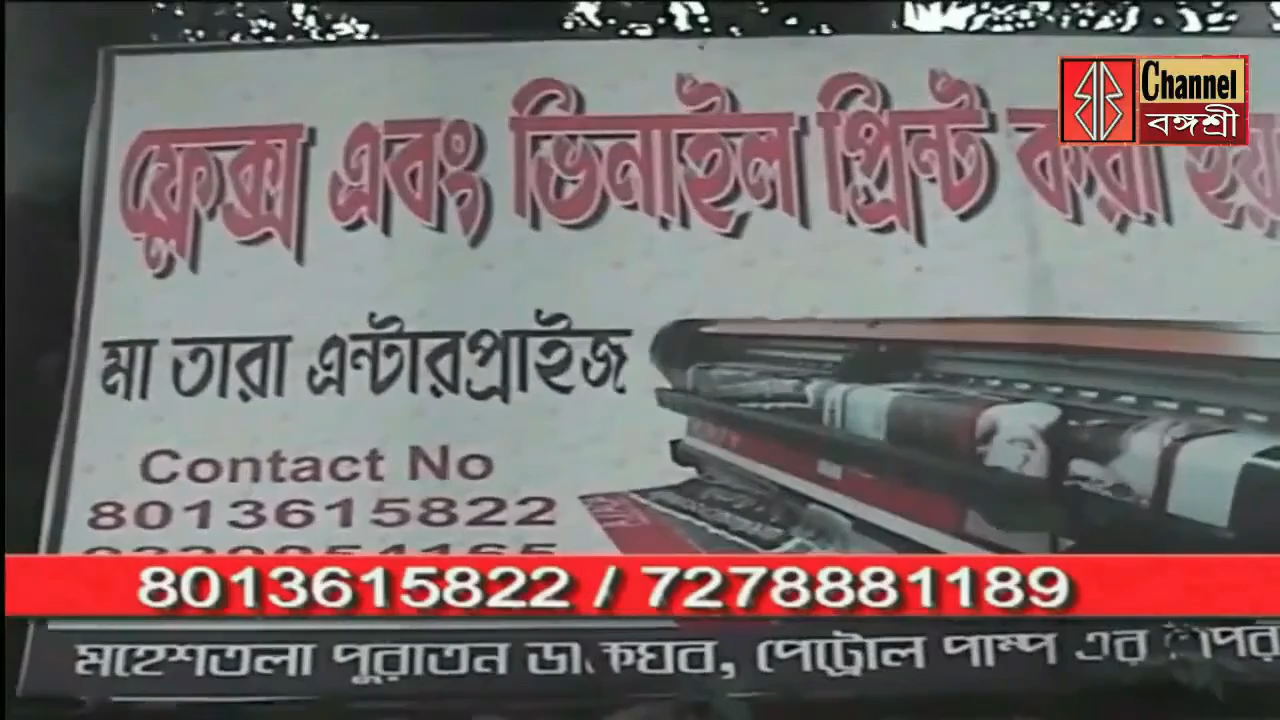 Channel
বঙ্গশ্রী
ফ্লেক্স এবং ভিনাইল প্রিন্ট করা হয়
মা তারা এন্টারপ্রাইজ
Contact No
8013615822
8013615822 / 7278881189
মহেশতলা পুরাতন ডাকঘর, পেট্রোল পাম্প এর